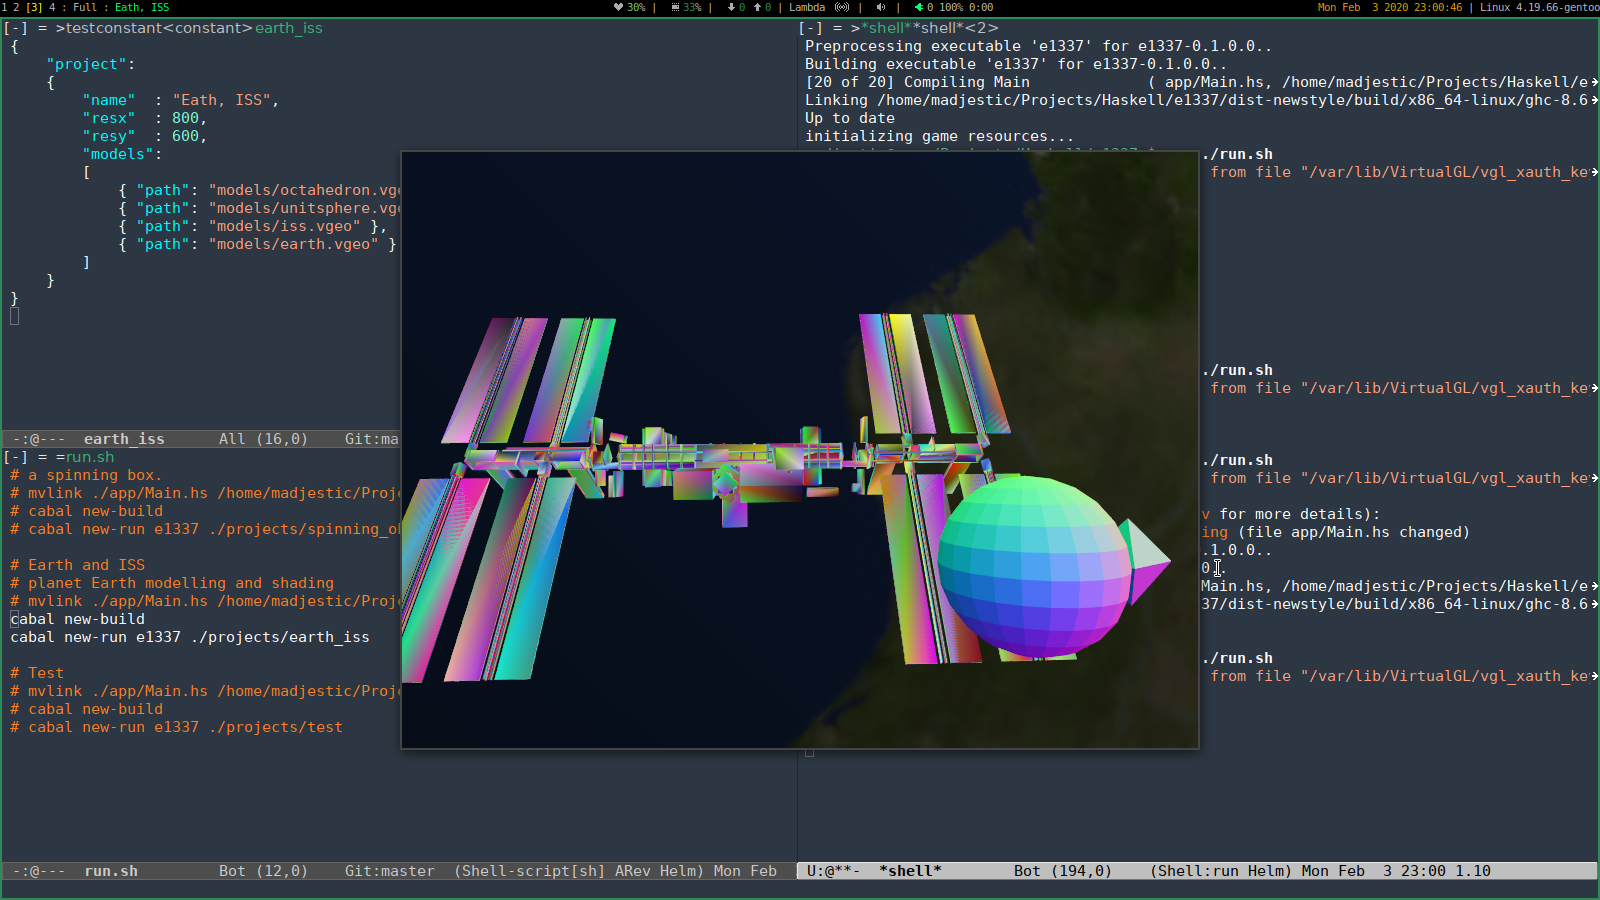 1 2 [3] 4 : Full : Eath, ISS
30% | 33% | 0 0 | Lambda | | 0 100% 0:00
Mon Feb  3 2020 23:00:46 | Linux 4.19.66-gentoo
[-] = >testconstant<constant>earth_iss
{
    "project":
    {
        "name"  : "Eath, ISS",
        "resx"  : 800,
        "resy"  : 600,
        "models":
        [
            { "path": "models/octahedron.vge
            { "path": "models/unitsphere.vge
            { "path": "models/iss.vgeo" },
            { "path": "models/earth.vgeo" }
        ]
    }
}
-:@---  earth_iss      All (16,0)    Git:ma
[-] = =run.sh
# a spinning box.
# mvlink ./app/Main.hs /home/madjestic/Proj
# cabal new-build
# cabal new-run e1337 ./projects/spinning_o
# Earth and ISS
# planet Earth modelling and shading
# mvlink ./app/Main.hs /home/madjestic/Proj
cabal new-build
cabal new-run e1337 ./projects/earth_iss
# Test
# mvlink ./app/Main.hs /home/madjestic/Proj
# cabal new-build
# cabal new-run e1337 ./projects/test
-:@---  run.sh         Bot (12,0)    Git:master  (Shell-script[sh] ARev Helm) Mon Feb
[-] = >*shell**shell*<2>
Preprocessing executable 'e1337' for e1337-0.1.0.0..
Building executable 'e1337' for e1337-0.1.0.0..
[20 of 20] Compiling Main             ( app/Main.hs, /home/madjestic/Projects/Haskell/e
Linking /home/madjestic/Projects/Haskell/e1337/dist-newstyle/build/x86_64-linux/ghc-8.6
Up to date
initializing game resources...
./run.sh
from file "/var/lib/VirtualGL/vgl_xauth_ke
./run.sh
from file "/var/lib/VirtualGL/vgl_xauth_ke
./run.sh
from file "/var/lib/VirtualGL/vgl_xauth_ke
v for more details):
ing (file app/Main.hs changed)
.1.0.0..
0..
Main.hs, /home/madjestic/Projects/Haskell/e
37/dist-newstyle/build/x86_64-linux/ghc-8.6
./run.sh
from file "/var/lib/VirtualGL/vgl_xauth_ke
U:@**-  *shell*        Bot (194,0)    (Shell:run Helm) Mon Feb  3 23:00 1.10